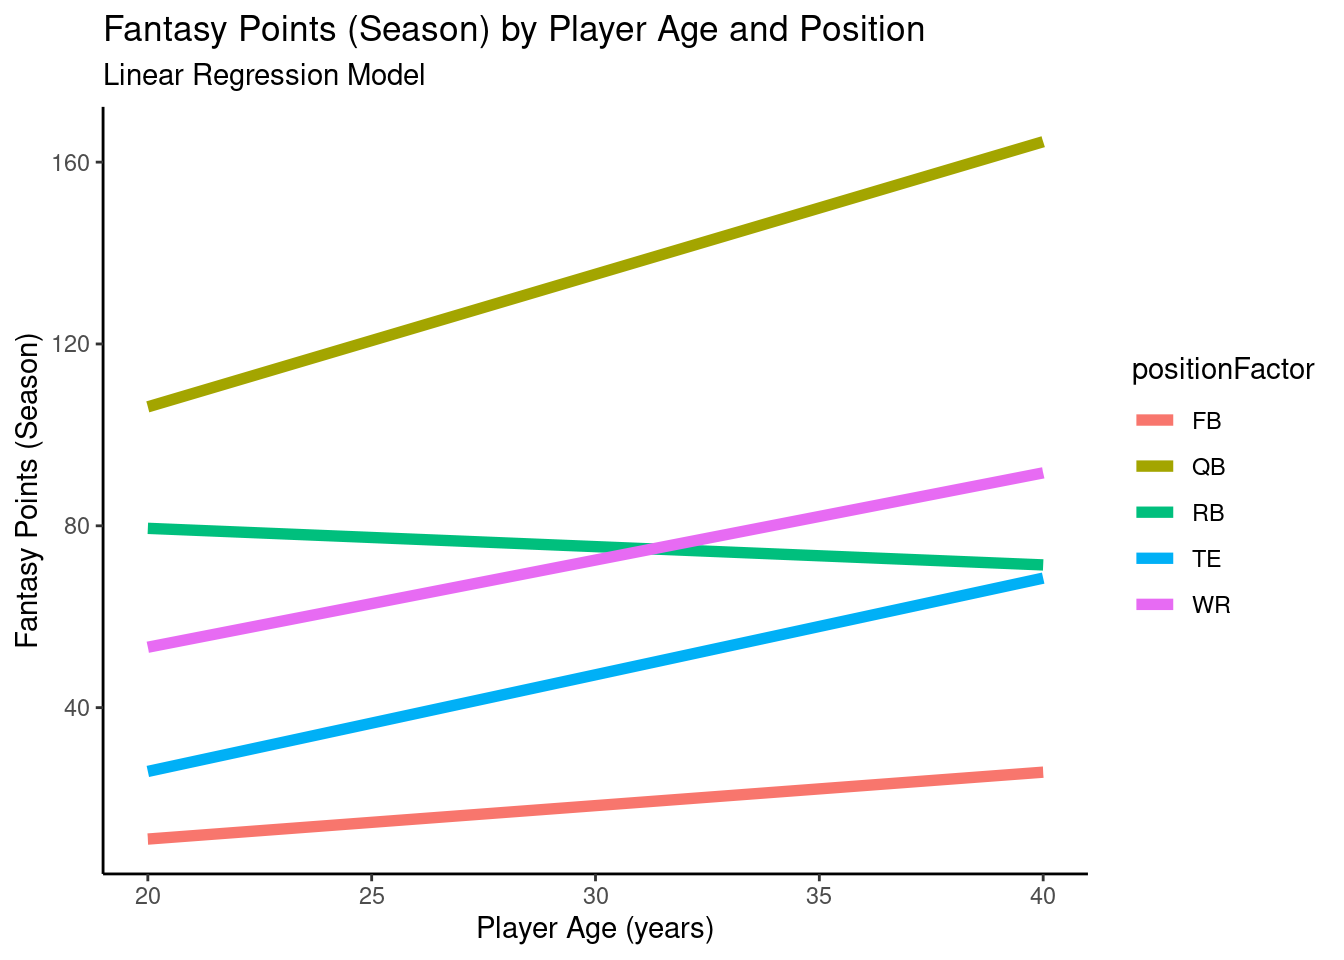 Fantasy Points (Season) by Player Age and Position
Linear Regression Model
Fantasy Points (Season)
160
120
80
40
20 25 30 35 40
Player Age (years)
positionFactor
FB
QB
RB
TE
WR